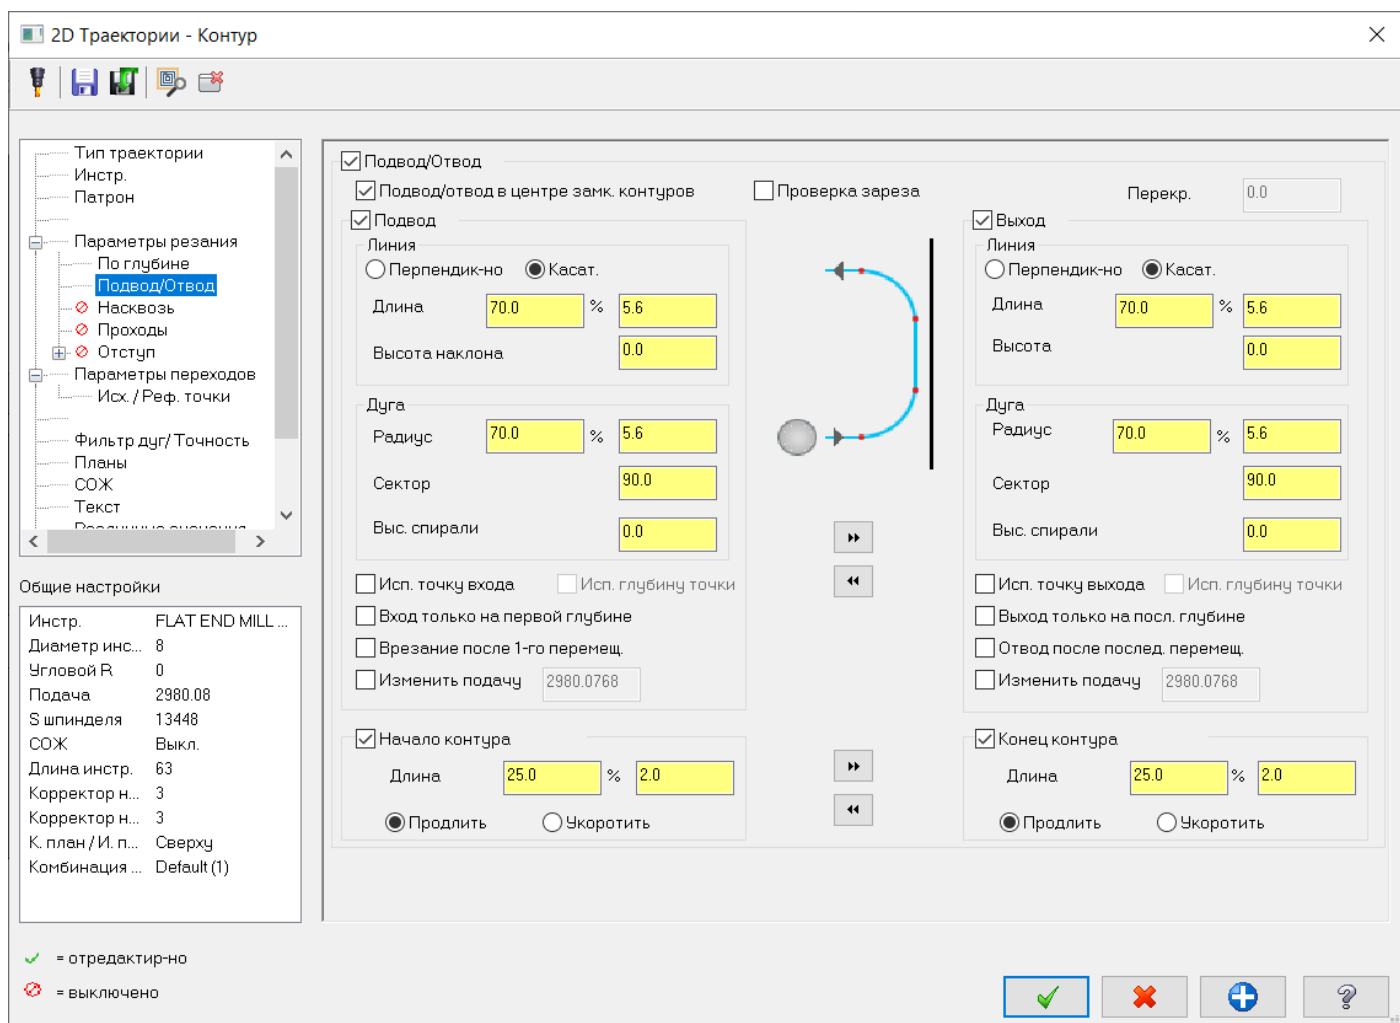 2D Траектории - Контур
Тип траектории
Инстр.
Патрон
Параметры резания
По глубине
Подвод/Отвод
Насквозь
Проходы
Отступ
Параметры переходов
Исх. / Реф. точки
Фильтр дуг/ Точность
Планы
СОЖ
Текст
Общие настройки
Инстр. FLAT END MILL ...
Диаметр инс... 8
Угловой R 0
Подача 2980.08
S шпинделя 13448
СОЖ Выкл.
Длина инстр. 63
Корректор н... 3
Корректор н... 3
К. план / И. п... Сверху
Комбинация ... Default (1)
= отредактир-но
= выключено
Подвод/Отвод
Подвод/отвод в центре замк. контуров
Проверка зареза
Перекр. 0.0
Подвод
Линия
Перпендик-но Касат.
Длина 70.0 % 5.6
Высота наклона 0.0
Дуга
Радиус 70.0 % 5.6
Сектор 90.0
Выс. спирали 0.0
Исп. точку входа Исп. глубину точки
Вход только на первой глубине
Врезание после 1-го перемещ.
Изменить подачу 2980.0768
Начало контура
Длина 25.0 % 2.0
Продлить Укоротить
Выход
Линия
Перпендик-но Касат.
Длина 70.0 % 5.6
Высота 0.0
Дуга
Радиус 70.0 % 5.6
Сектор 90.0
Выс. спирали 0.0
Исп. точку выхода Исп. глубину точки
Выход только на посл. глубине
Отвод после послед. перемещ.
Изменить подачу 2980.0768
Конец контура
Длина 25.0 % 2.0
Продлить Укоротить